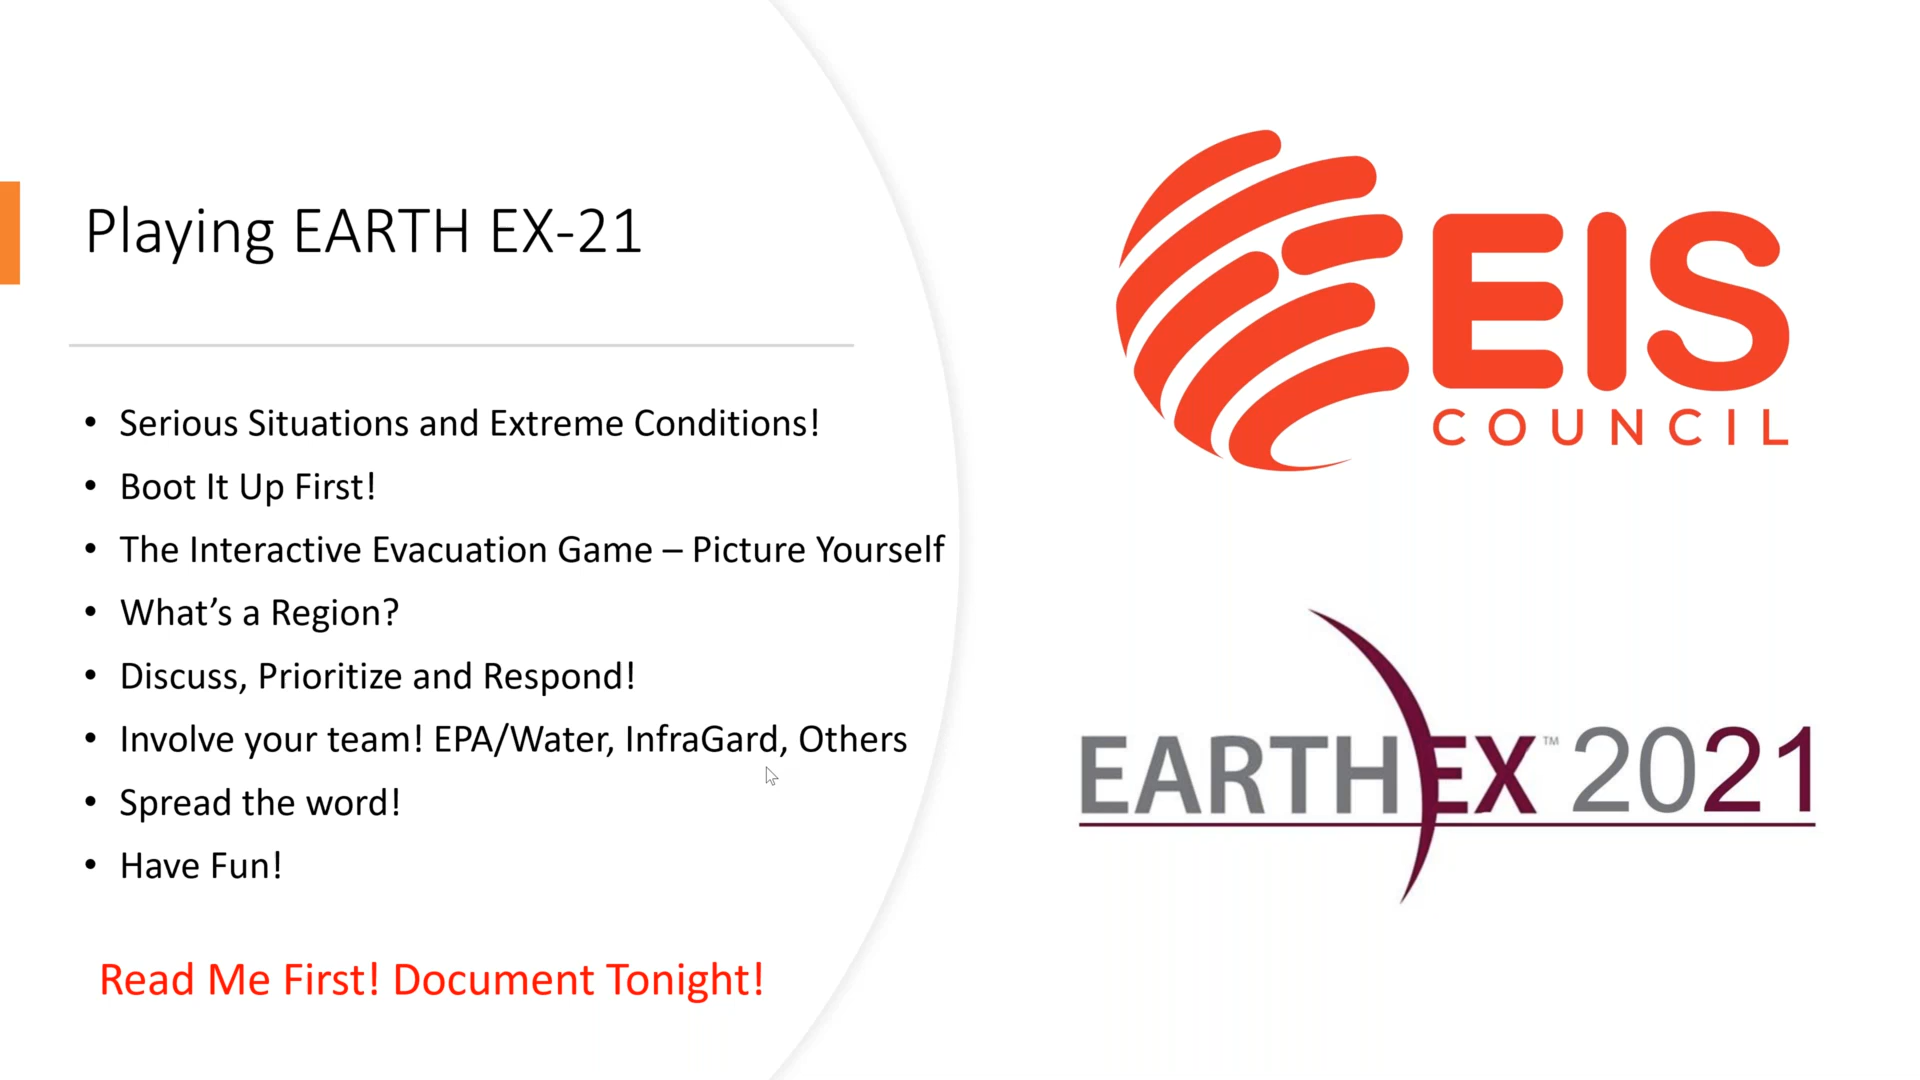 Playing EARTH EX-21
• Serious Situations and Extreme Conditions!
• Boot It Up First!
• The Interactive Evacuation Game – Picture Yourself
• What’s a Region?
• Discuss, Prioritize and Respond!
• Involve your team! EPA/Water, InfraGard, Others
• Spread the word!
• Have Fun!
Read Me First! Document Tonight!
EIS
COUNCIL
EARTH EX™ 2021